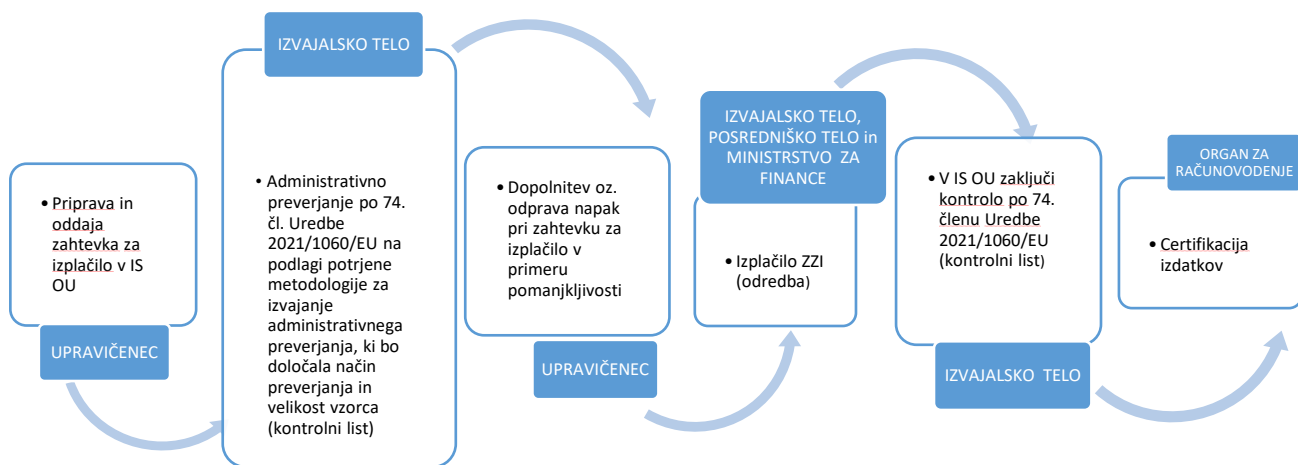 • Priprava in
oddaja
zahtevka za
izplačilo v IS
OU
UPRAVIČENEC
IZVAJALSKO TELO
• Administrativno
preverjanje po 74.
čl. Uredbe
2021/1060/EU na
podlagi potrjene
metodologije za
izvajanje
administrativnega
preverjanja, ki bo
določala način
preverjanja in
velikost vzorca
(kontrolni list)
• Dopolnitev oz.
odprava napak
pri zahtevku za
izplačilo v
primeru
pomanjkljivosti
UPRAVIČENEC
IZVAJALSKO TELO,
POSREDNIŠKO TELO in
MINISTRSTVO ZA
FINANCE
• Izplačilo ZZI
(odredba)
• V IS OU zaključi
kontrolo po 74.
členu Uredbe
2021/1060/EU
(kontrolni list)
IZVAJALSKO TELO
ORGAN ZA
RAČUNOVODENJE
• Certifikacija
izdatkov